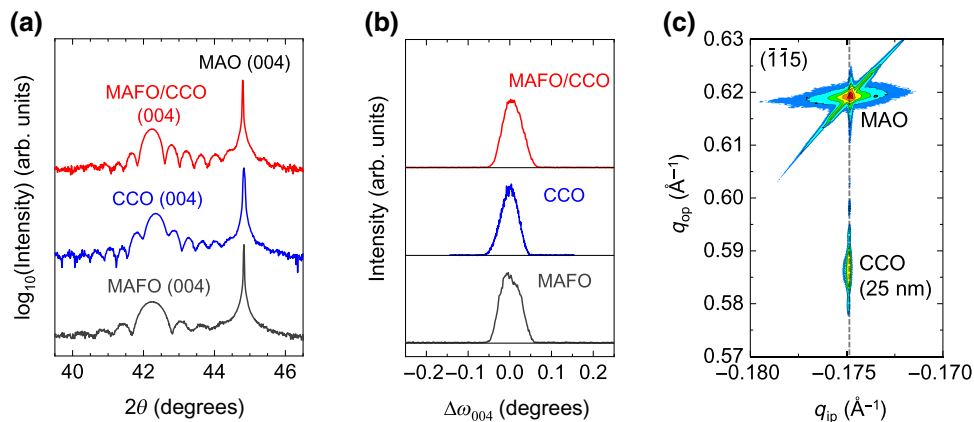 (a)
log₁₀(Intensity) (arb. units)
MAO (004)
MAFO/CCO
(004)
CCO (004)
MAFO (004)
40 42 44 46
2θ (degrees)
(b)
Intensity (arb. units)
MAFO/CCO
CCO
MAFO
−0.2 −0.1 0.0 0.1 0.2
Δω₀₀₄ (degrees)
(c)
q_op (Å⁻¹)
0.63
0.62
0.61
0.60
0.59
0.58
0.57
(1̅1̅5)
MAO
CCO
(25 nm)
−0.180 −0.175 −0.170
q_ip (Å⁻¹)